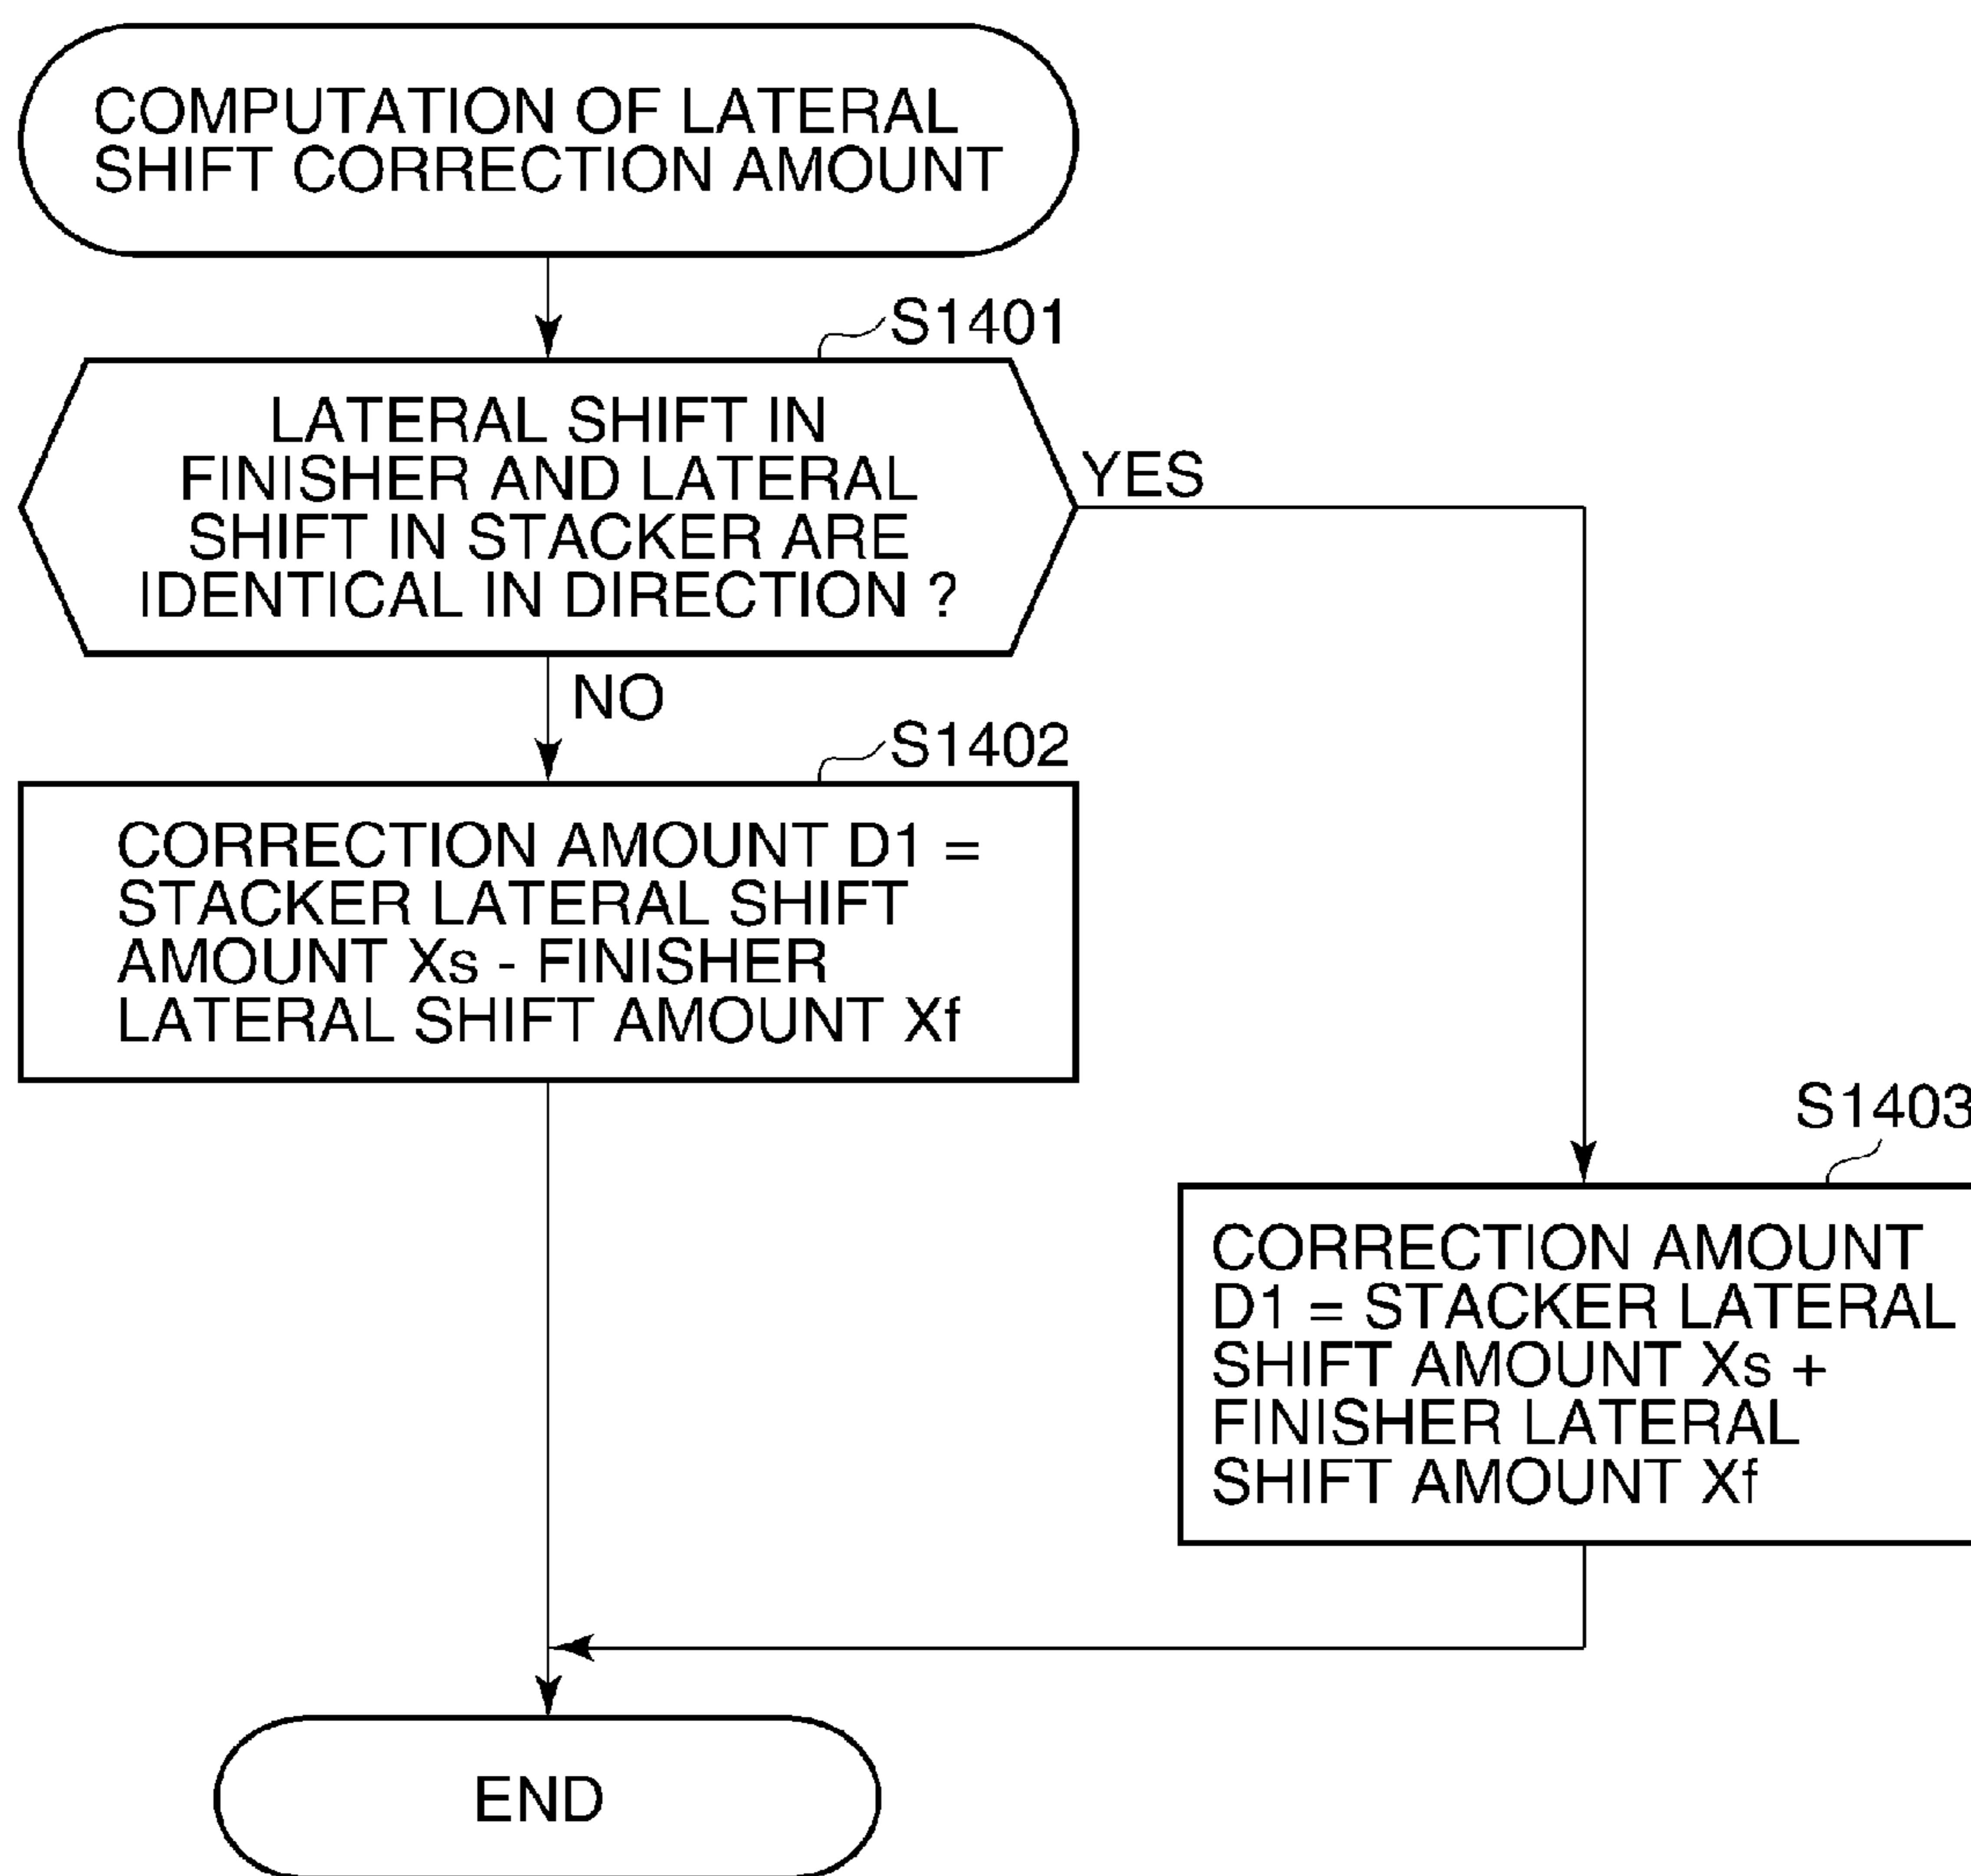 COMPUTATION OF LATERAL
SHIFT CORRECTION AMOUNT
S1401
LATERAL SHIFT IN
FINISHER AND LATERAL
SHIFT IN STACKER ARE
IDENTICAL IN DIRECTION ?
YES
NO
S1402
CORRECTION AMOUNT D1 =
STACKER LATERAL SHIFT
AMOUNT Xs - FINISHER
LATERAL SHIFT AMOUNT Xf
S1403
CORRECTION AMOUNT
D1 = STACKER LATERAL
SHIFT AMOUNT Xs +
FINISHER LATERAL
SHIFT AMOUNT Xf
END